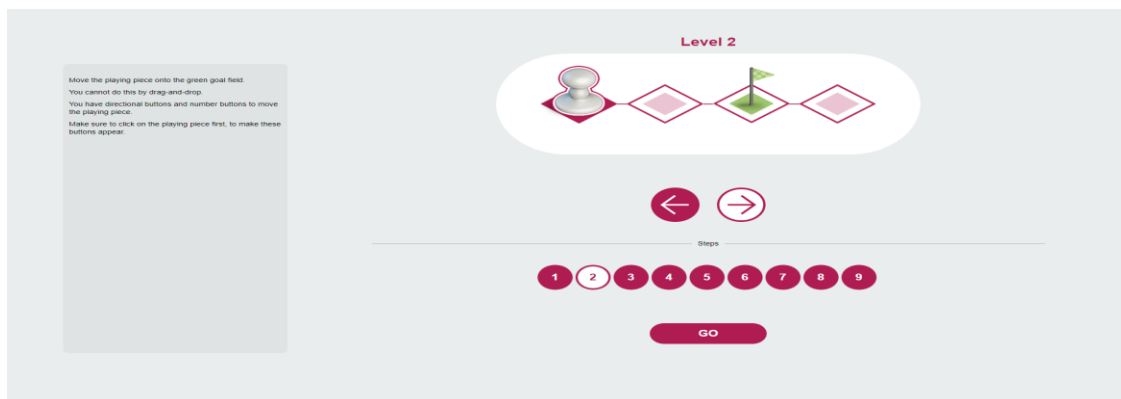 Level 2
Move the playing piece onto the green goal field.
You cannot do this by drag-and-drop.
You have directional buttons and number buttons to move
the playing piece.
Make sure to click on the playing piece first, to make these
buttons appear.
Steps
1 2 3 4 5 6 7 8 9
GO